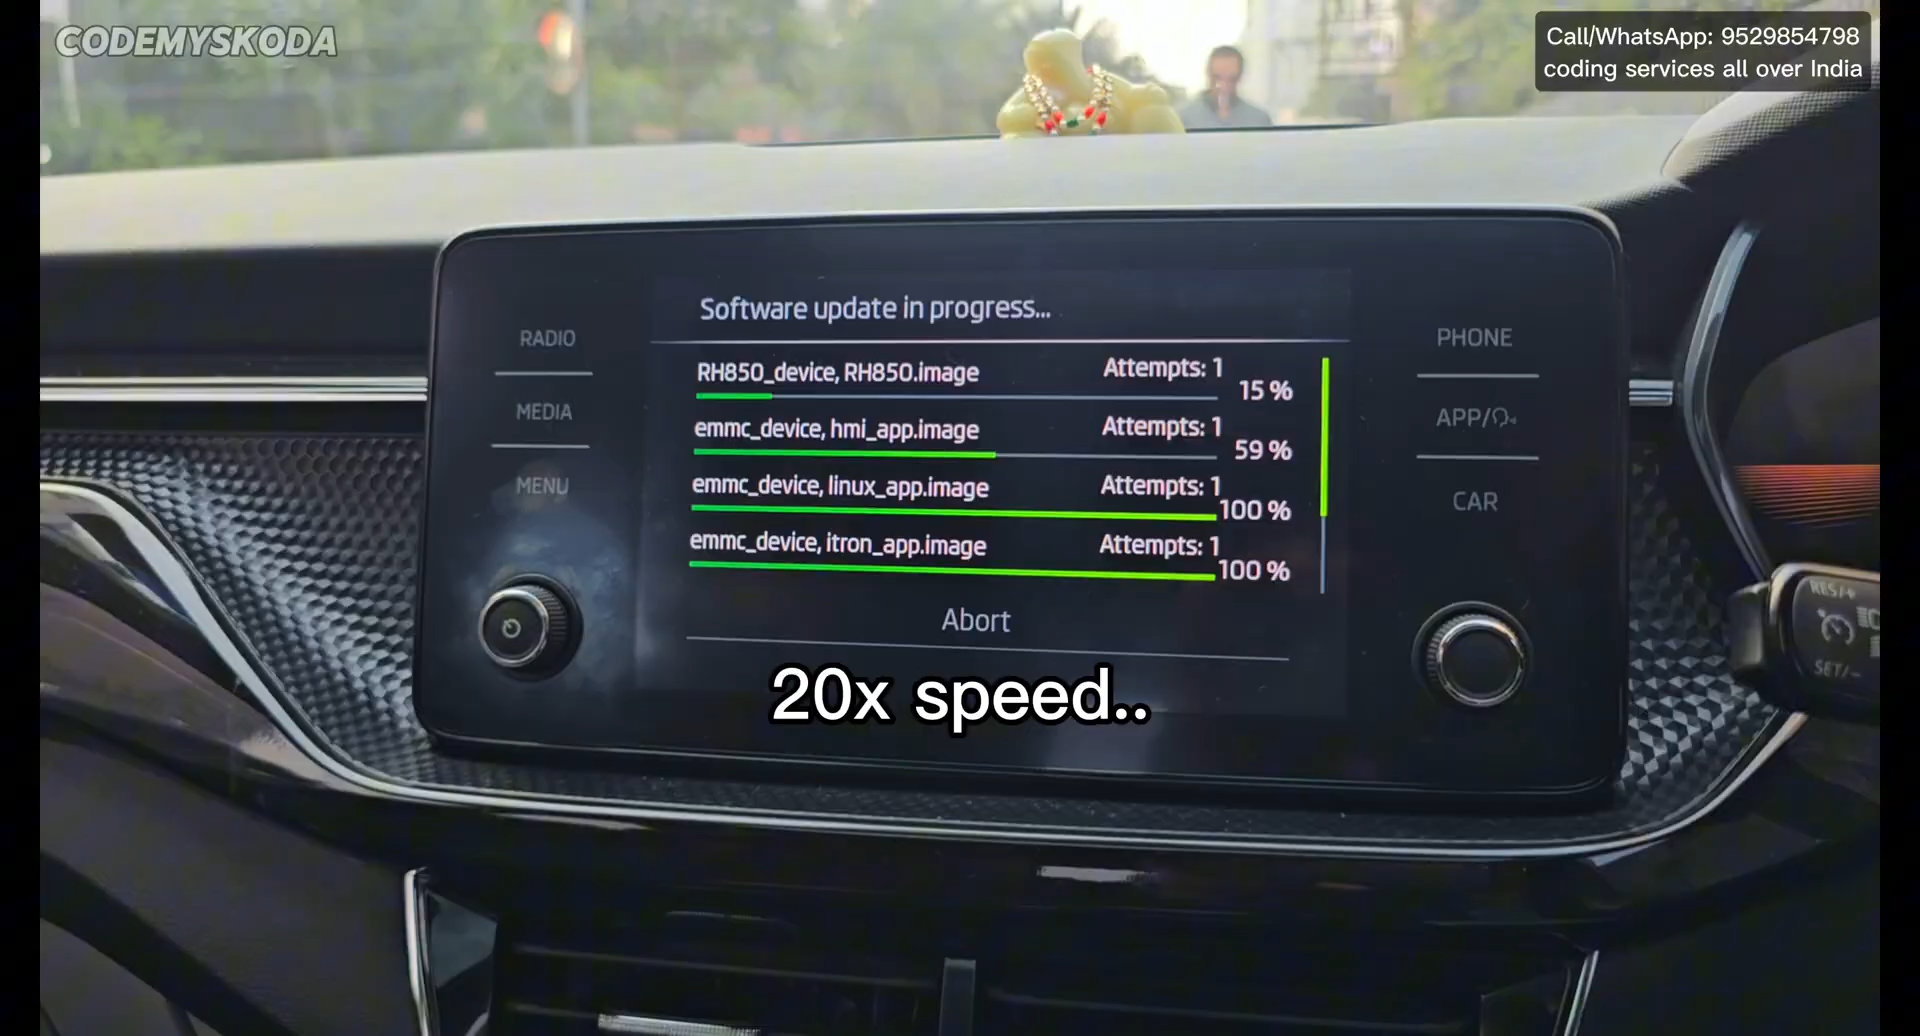 CODEMYSKODA
Call/WhatsApp: 9529854798
coding services all over India
Software update in progress...
RADIO
MEDIA
MENU
RH850_device, RH850.image Attempts: 1
15 %
emmc_device, hmi_app.image Attempts: 1
59 %
emmc_device, linux_app.image Attempts: 1
100 %
emmc_device, itron_app.image Attempts: 1
100 %
Abort
PHONE
APP/
CAR
20x speed..
RES/+
SET/-